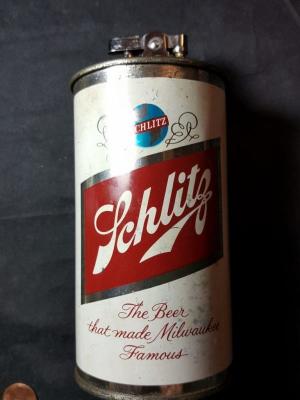 SCHLITZ
Schlitz
The Beer
that made Milwaukee
Famous